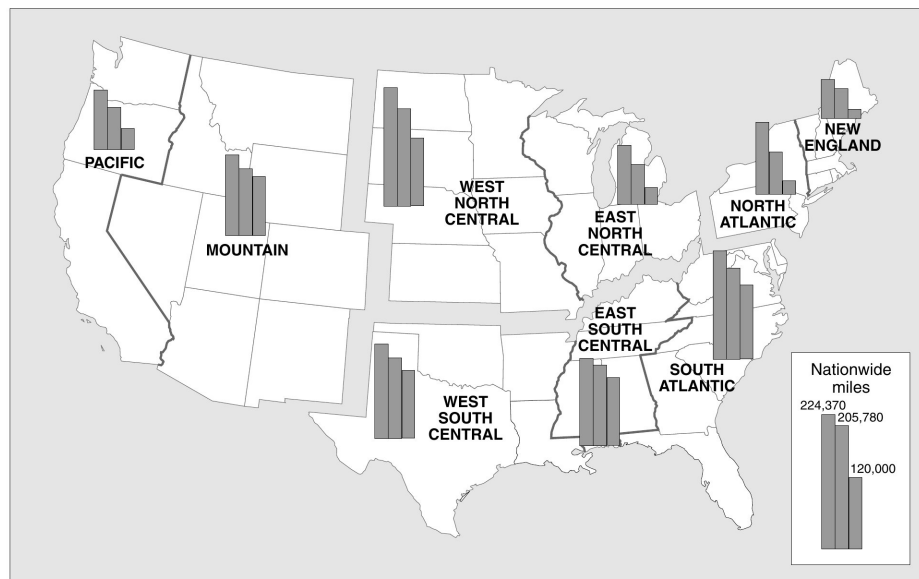 NEW
ENGLAND
PACIFIC
WEST
NORTH
CENTRAL
NORTH
ATLANTIC
EAST
NORTH
CENTRAL
MOUNTAIN
EAST
SOUTH
CENTRAL
SOUTH
ATLANTIC
WEST
SOUTH
CENTRAL
Nationwide
miles
224,370
205,780
120,000